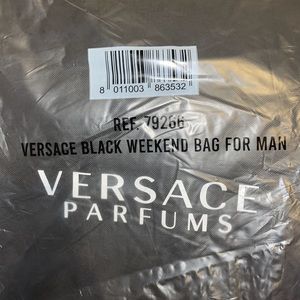 8 011003 863532
REF. 79266
VERSACE BLACK WEEKEND BAG FOR MAN
VERSACE
PARFUMS